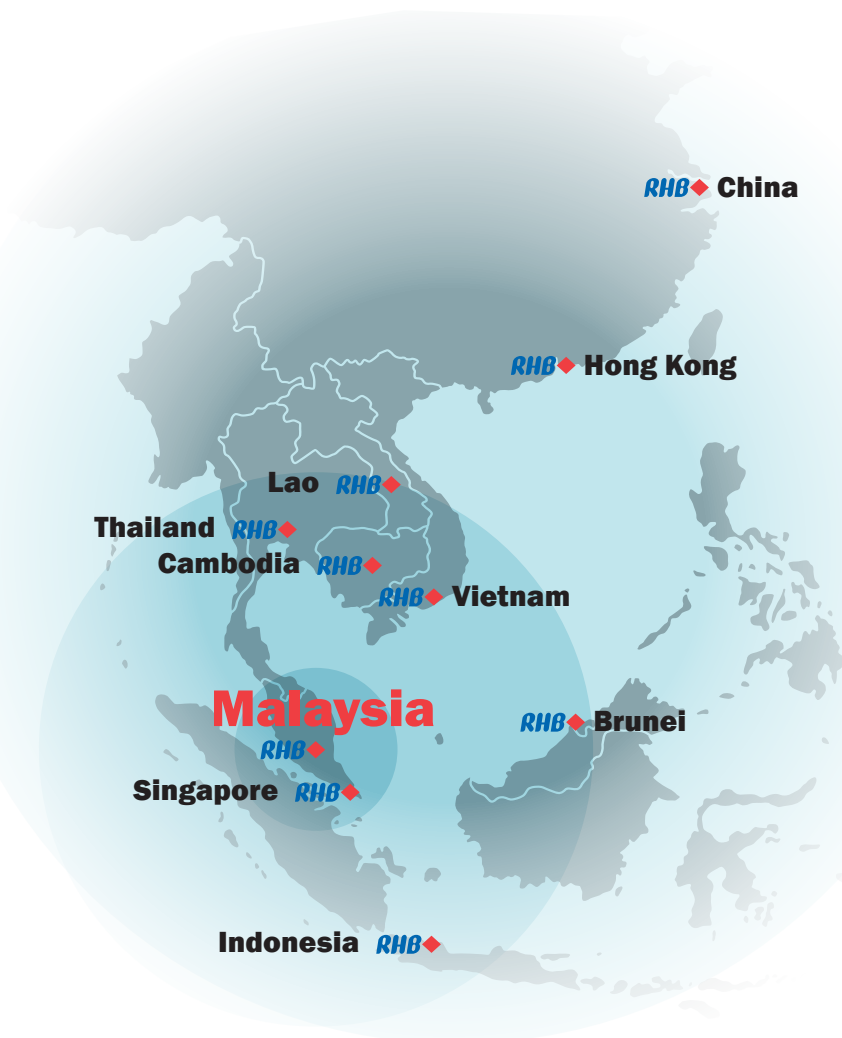 RHB China
RHB Hong Kong
Lao RHB
Thailand RHB
Cambodia RHB
RHB Vietnam
Malaysia
RHB
RHB Brunei
Singapore RHB
Indonesia RHB